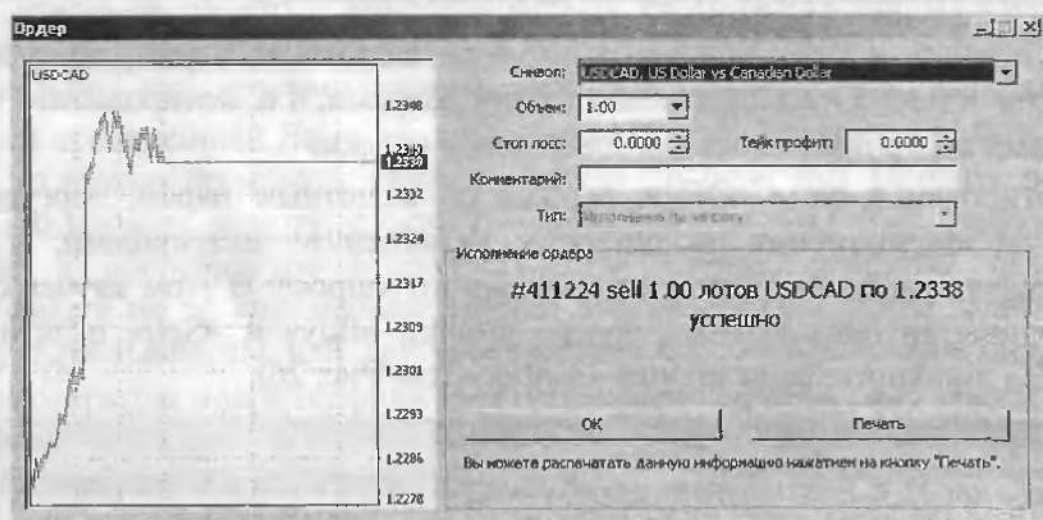 Ордер
USDCAD
1.2348
1.2340
1.2339
1.2332
1.2324
1.2317
1.2309
1.2301
1.2293
1.2286
1.2278
Символ: USDCAD, US Dollar vs Canadian Dollar
Объем: 1.00
Стоп лосс: 0.0000 Тейк профит: 0.0000
Комментарий:
Тип:
Исполнение ордера
#411224 sell 1.00 лотов USDCAD по 1.2338
успешно
OK Печать
Вы можете распечатать данную информацию нажатием на кнопку "Печать".